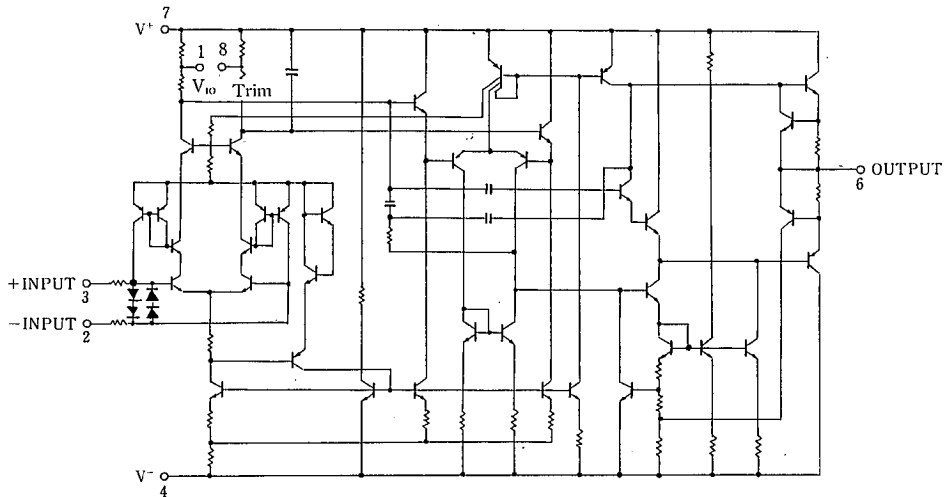 7
V+
1 8
V10 Trim
OUTPUT
6
+INPUT
3
-INPUT
2
V-
4